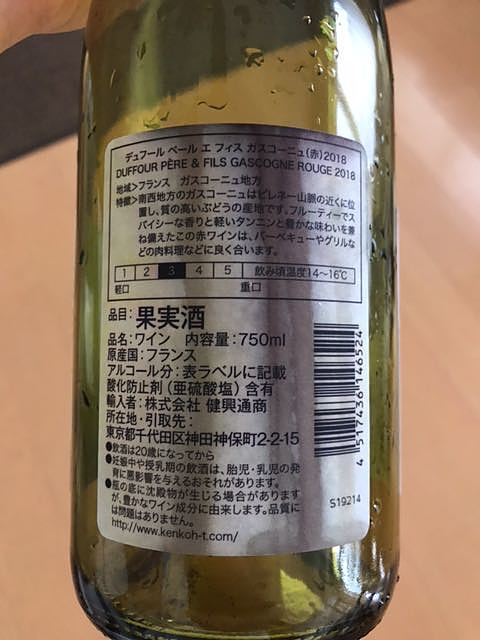 デュフール ペール エ フィス ガスコーニュ(赤)2018
DUFFOUR PÈRE & FILS GASCOGNE ROUGE 2018
地域>フランス ガスコーニュ地方
特徴>南西地方のガスコーニュはピレネー山脈の近くに位
置し、質の高いぶどうの産地です。フルーティーでス
パイシーな香りと軽いタンニンと豊かな味わいを兼
ね備えたこの赤ワインは、バーベキューやグリルな
どの肉料理などに良く合います。
1 2 3 4 5 飲み頃温度14~16℃
軽口 重口
品目:果実酒
品名:ワイン 内容量:750ml
原産国:フランス
アルコール分:表ラベルに記載
酸化防止剤(亜硫酸塩)含有
輸入者:株式会社 健興通商
所在地・引取先:
東京都千代田区神田神保町2-2-15
●飲酒は20歳になってから
●妊娠中や授乳期の飲酒は、胎児・乳児の発
育に悪影響を与えるおそれがあります。
●瓶の底に沈殿物が生じる場合があります
が、豊かなワイン成分に由来します。品質に
は問題はありません。
http://www.kenkoh-t.com/
4 517436 146524
S19214